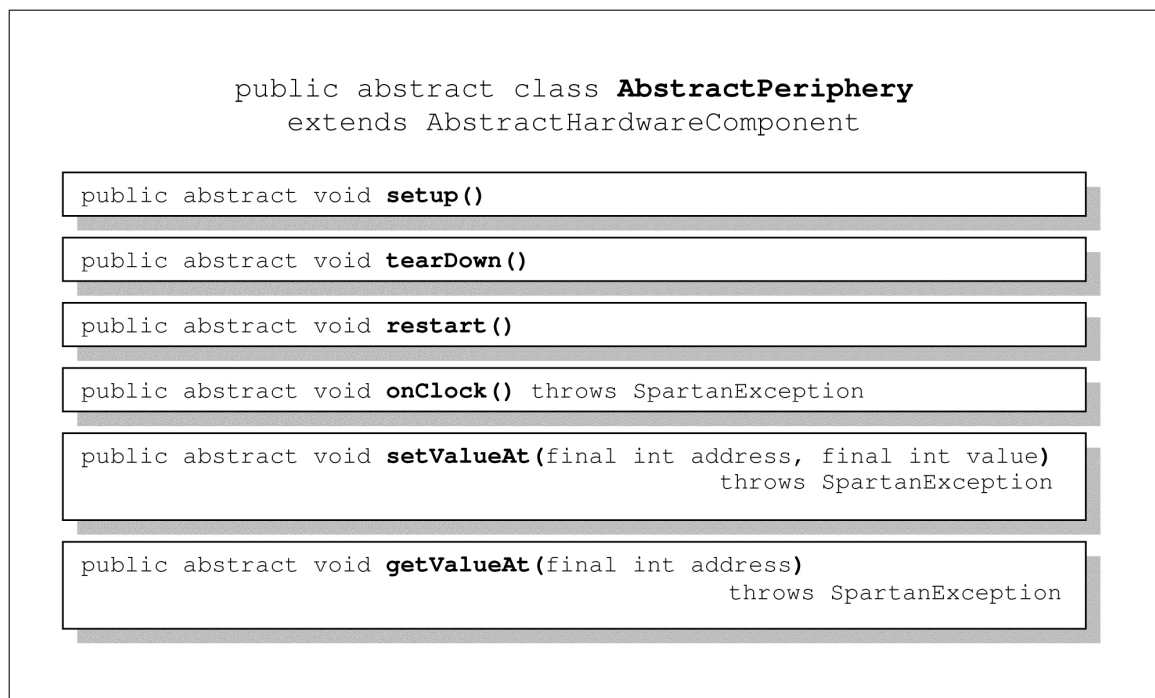 public abstract class AbstractPeriphery
extends AbstractHardwareComponent
public abstract void setup()
public abstract void tearDown()
public abstract void restart()
public abstract void onClock() throws SpartanException
public abstract void setValueAt(final int address, final int value)
throws SpartanException
public abstract void getValueAt(final int address)
throws SpartanException